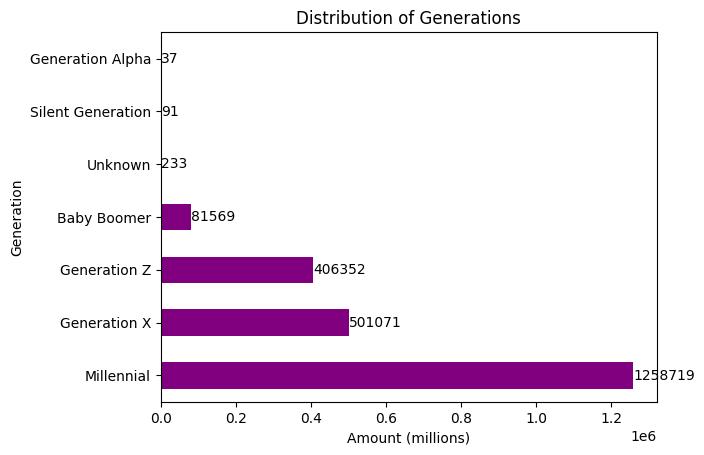 Distribution of Generations
Generation
Generation Alpha 37
Silent Generation 91
Unknown 233
Baby Boomer 81569
Generation Z 406352
Generation X 501071
Millennial 1258719
0.0 0.2 0.4 0.6 0.8 1.0 1.2
1e6
Amount (millions)